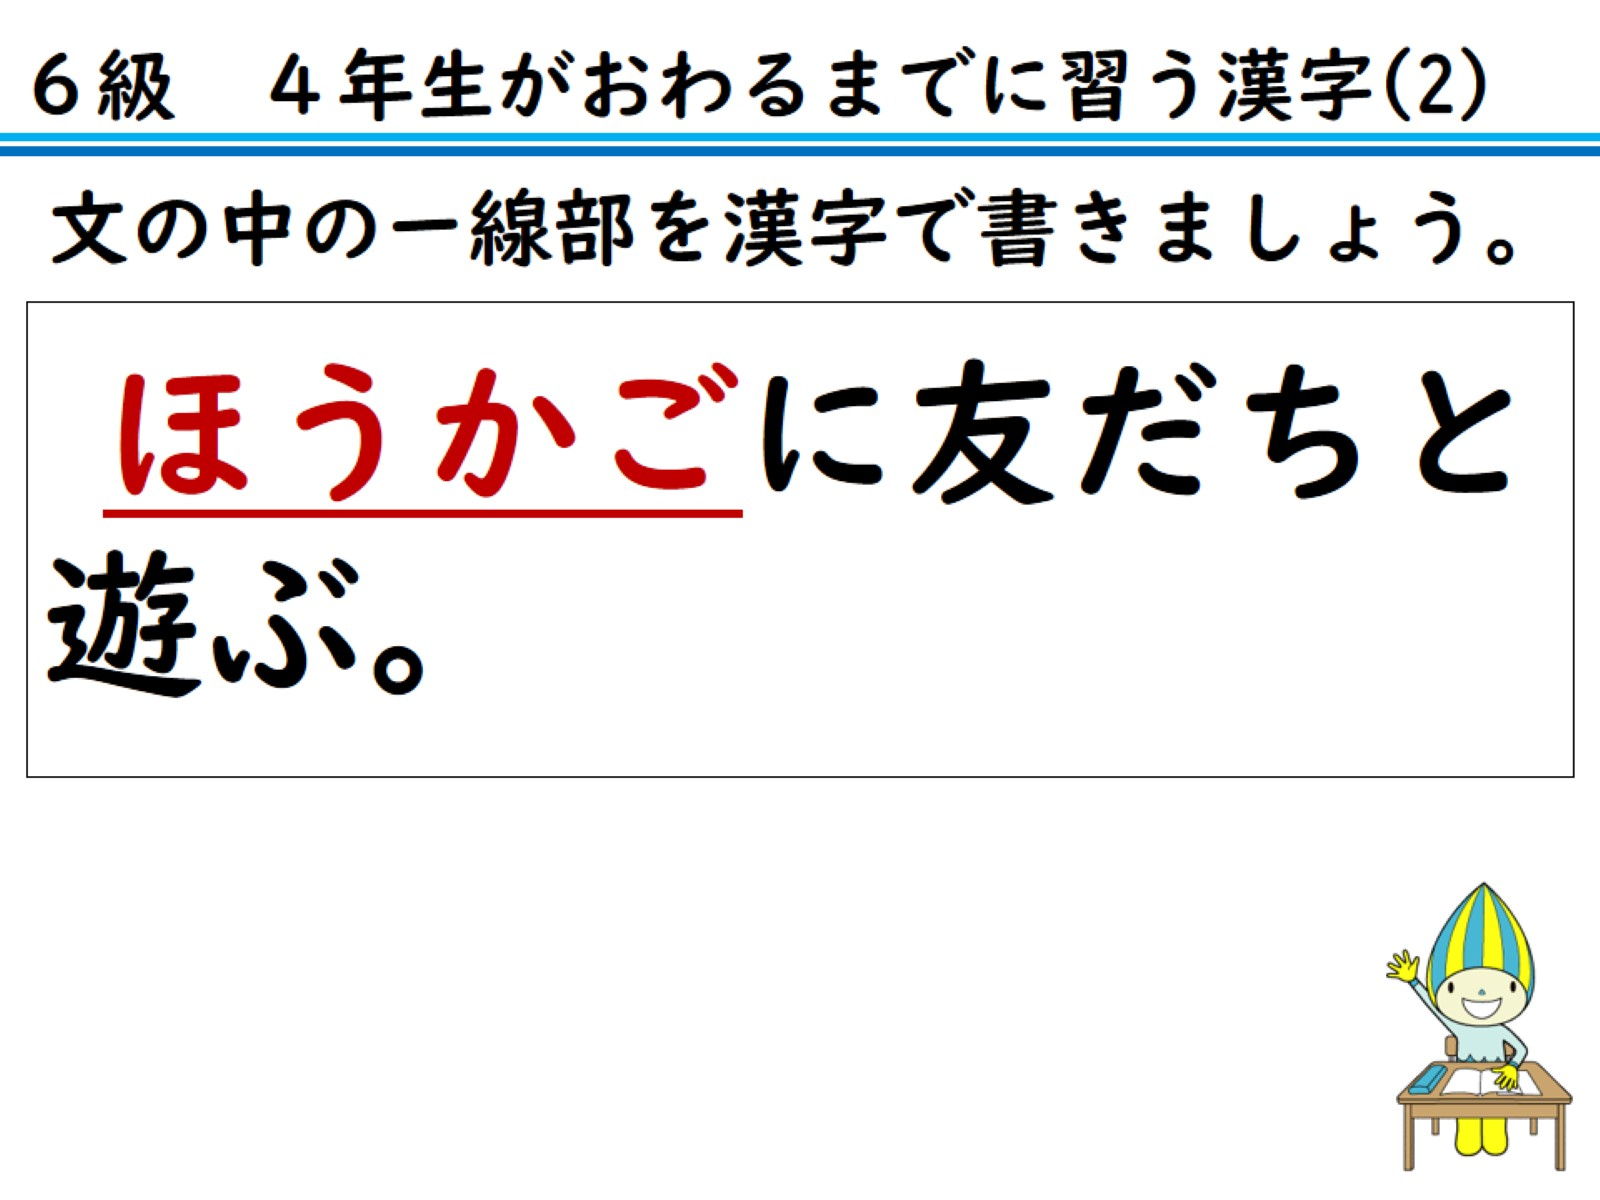 ６級　４年生がおわるまでに習う漢字(2)
文の中の―線部を漢字で書きましょう。
ほうかごに友だちと
遊ぶ。